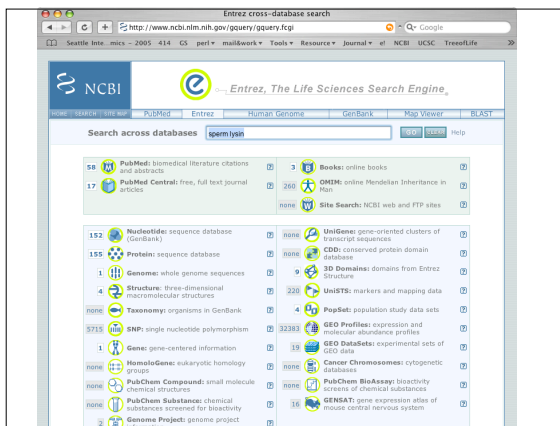 Entrez cross-database search
http://www.ncbi.nlm.nih.gov/gquery/gquery.fcgi
Google
Seattle Inte...mics - 2005 414 GS perl mail&work Tools Resource Journal e! NCBI UCSC TreeofLife
NCBI
Entrez, The Life Sciences Search Engine
HOME SEARCH SITE MAP PubMed Entrez Human Genome GenBank Map Viewer BLAST
Search across databases sperm lysin GO CLEAR Help
58 PubMed: biomedical literature citations and abstracts ?
17 PubMed Central: free, full text journal articles ?
3 Books: online books ?
260 OMIM: online Mendelian Inheritance in Man ?
none Site Search: NCBI web and FTP sites ?
152 Nucleotide: sequence database (GenBank) ?
155 Protein: sequence database ?
1 Genome: whole genome sequences ?
4 Structure: three-dimensional macromolecular structures ?
none Taxonomy: organisms in GenBank ?
5715 SNP: single nucleotide polymorphism ?
1 Gene: gene-centered information ?
none HomoloGene: eukaryotic homology groups ?
none PubChem Compound: small molecule chemical structures ?
none PubChem Substance: chemical substances screened for bioactivity ?
2 Genome Project: genome project
none UniGene: gene-oriented clusters of transcript sequences ?
none CDD: conserved protein domain database ?
9 3D Domains: domains from Entrez Structure ?
220 UniSTS: markers and mapping data ?
4 PopSet: population study data sets ?
32383 GEO Profiles: expression and molecular abundance profiles ?
19 GEO DataSets: experimental sets of GEO data ?
none Cancer Chromosomes: cytogenetic databases ?
none PubChem BioAssay: bioactivity screens of chemical substances ?
16 GENSAT: gene expression atlas of mouse central nervous system ?